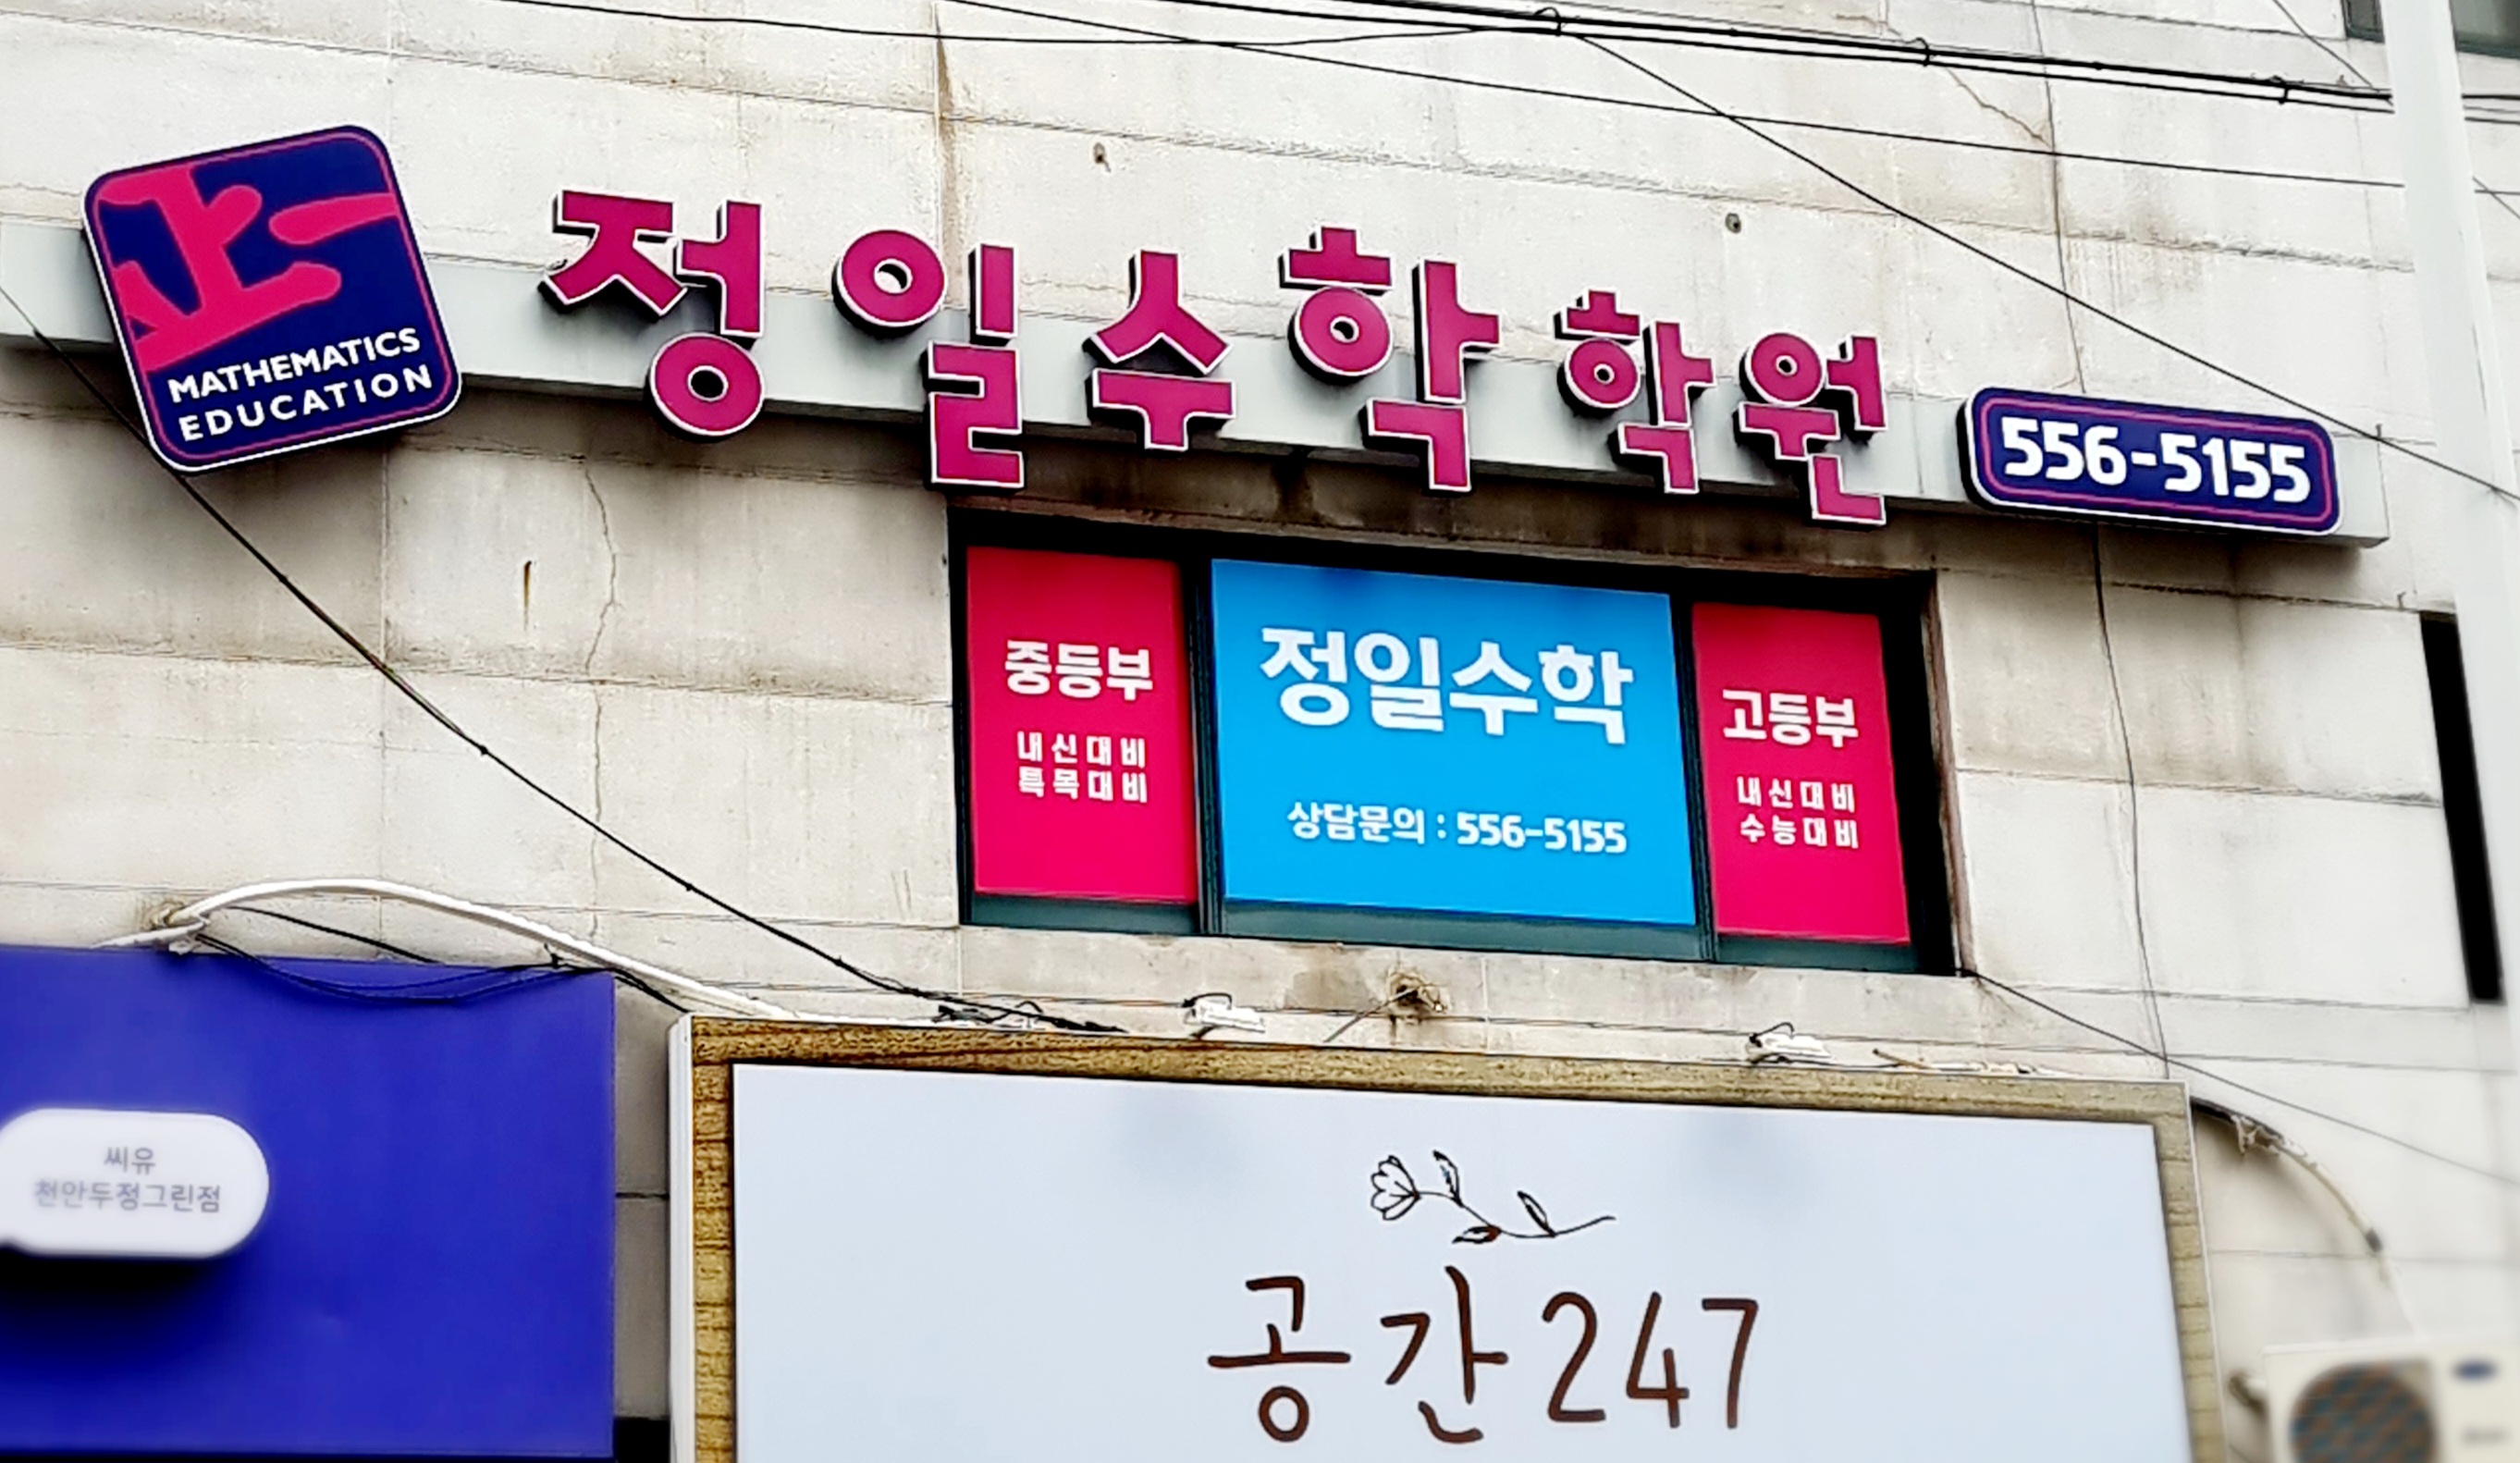 正一
MATHEMATICS
EDUCATION
정일수학학원
556-5155
중등부
내신대비
특목대비
정일수학
상담문의 : 556-5155
고등부
내신대비
수능대비
씨유
천안두정그린점
공간247